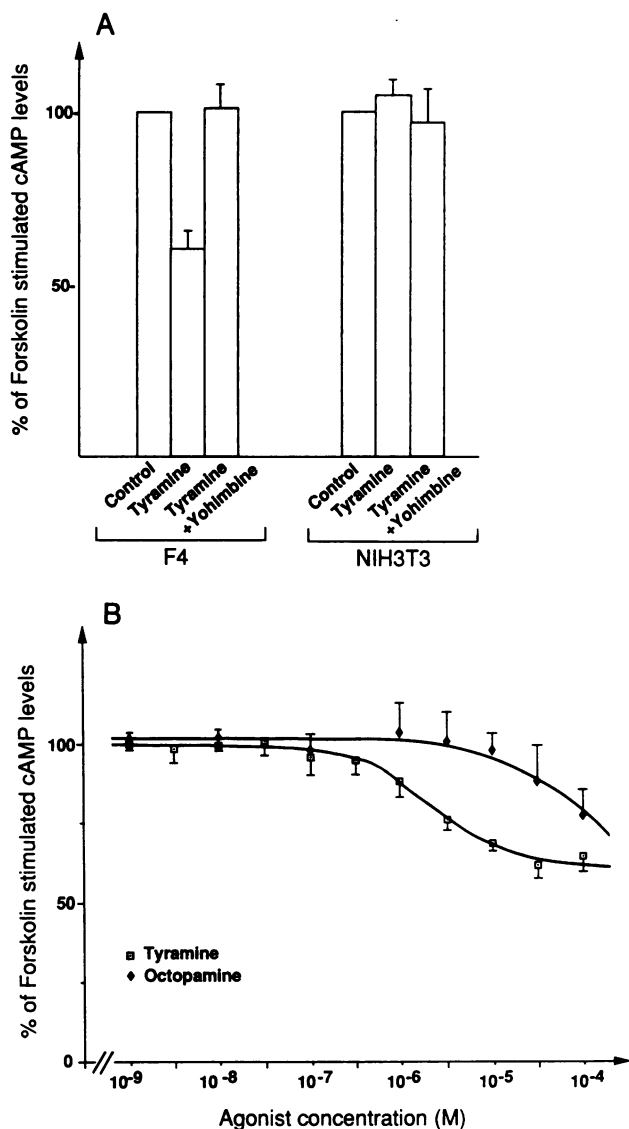 A
% of Forskolin stimulated cAMP levels
100
50
Control
Tyramine
Tyramine
+Yohimbine
Control
Tyramine
Tyramine
+Yohimbine
F4
NIH3T3
B
% of Forskolin stimulated cAMP levels
100
50
0
Tyramine
Octopamine
10-9
10-8
10-7
10-6
10-5
10-4
Agonist concentration (M)